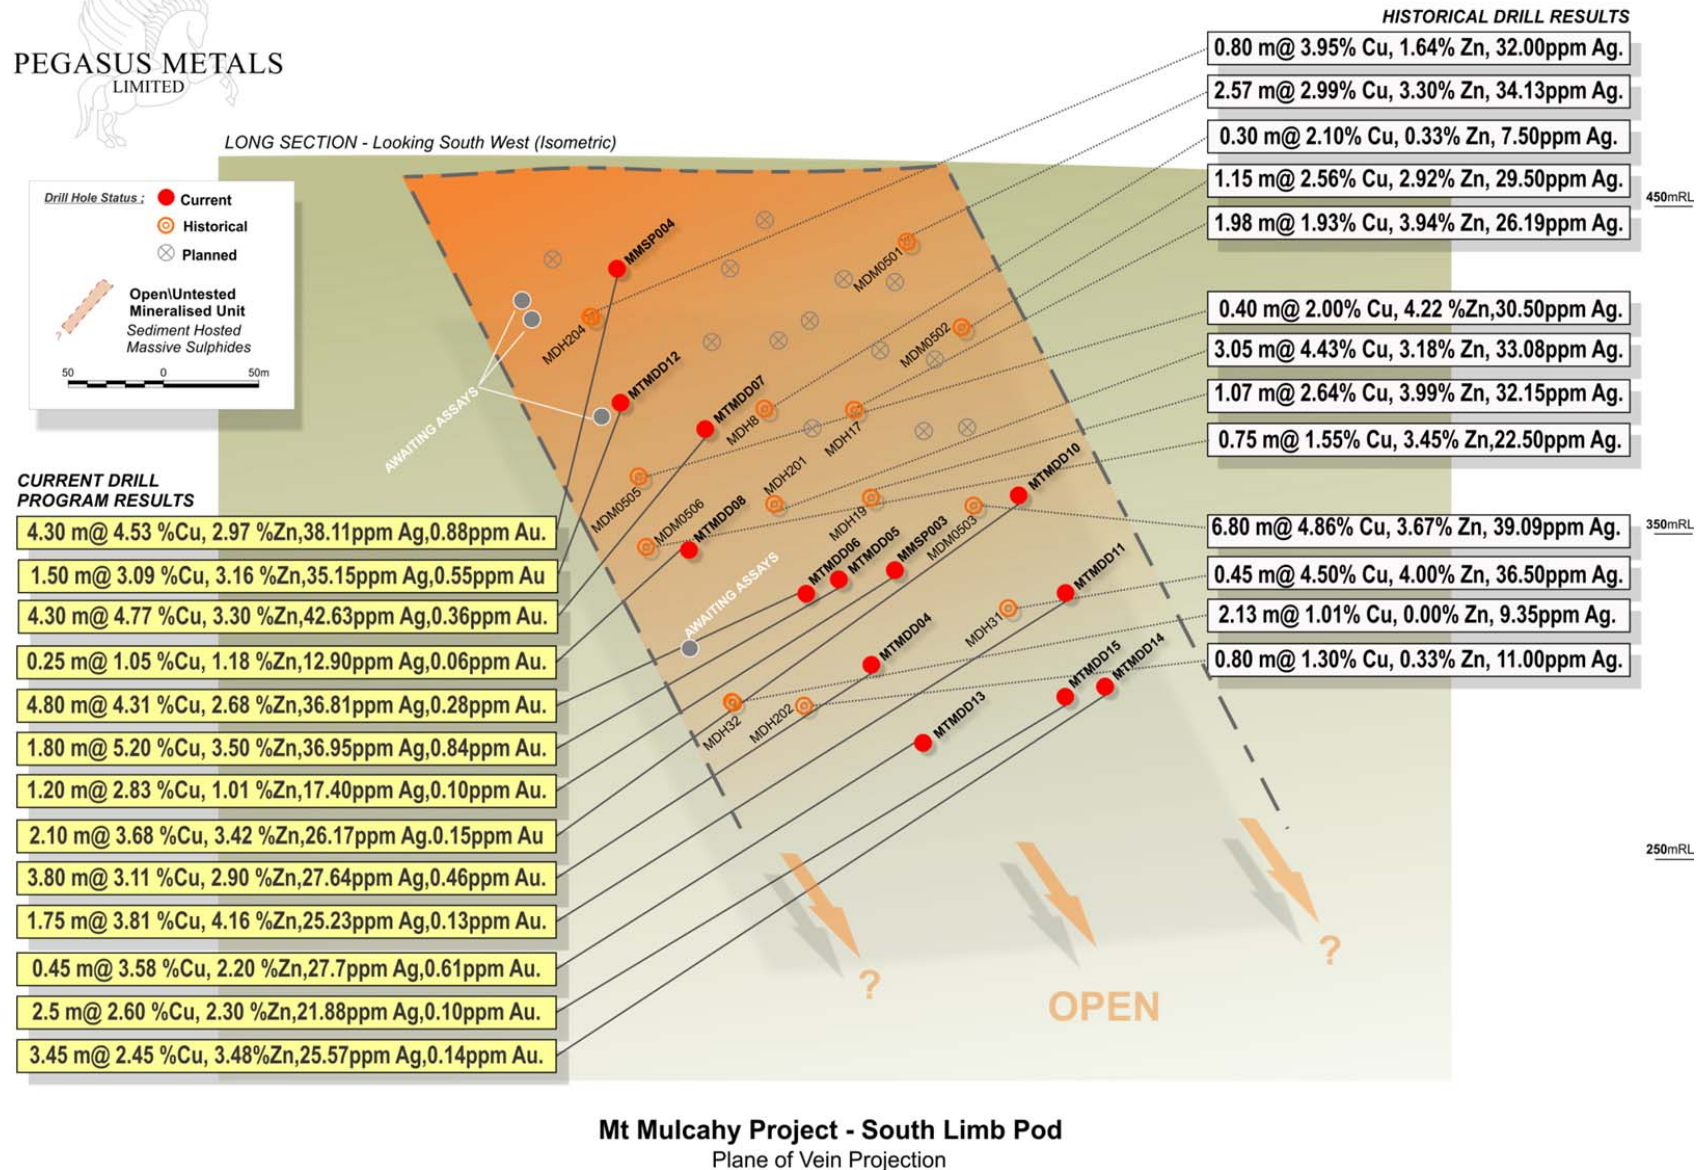 PEGASUS METALS
LIMITED
LONG SECTION - Looking South West (Isometric)
Drill Hole Status :
Current
Historical
Planned
Open\Untested
Mineralised Unit
Sediment Hosted
Massive Sulphides
?
50 0 50m
HISTORICAL DRILL RESULTS
0.80 m@ 3.95% Cu, 1.64% Zn, 32.00ppm Ag.
2.57 m@ 2.99% Cu, 3.30% Zn, 34.13ppm Ag.
0.30 m@ 2.10% Cu, 0.33% Zn, 7.50ppm Ag.
1.15 m@ 2.56% Cu, 2.92% Zn, 29.50ppm Ag.
1.98 m@ 1.93% Cu, 3.94% Zn, 26.19ppm Ag.
0.40 m@ 2.00% Cu, 4.22 %Zn,30.50ppm Ag.
3.05 m@ 4.43% Cu, 3.18% Zn, 33.08ppm Ag.
1.07 m@ 2.64% Cu, 3.99% Zn, 32.15ppm Ag.
0.75 m@ 1.55% Cu, 3.45% Zn,22.50ppm Ag.
6.80 m@ 4.86% Cu, 3.67% Zn, 39.09ppm Ag.
0.45 m@ 4.50% Cu, 4.00% Zn, 36.50ppm Ag.
2.13 m@ 1.01% Cu, 0.00% Zn, 9.35ppm Ag.
0.80 m@ 1.30% Cu, 0.33% Zn, 11.00ppm Ag.
450mRL
350mRL
250mRL
MMSP004
MDM0501
MDH204
MDM0502
MTMDD12
MTMDD07
MDH8
MDH17
AWAITING ASSAYS
MDM0505
MDH201
MTMDD10
MDM0506
MTMDD08
MDH19
MDM0503
MTMDD06
MTMDD05
MMSP003
MTMDD11
AWAITING ASSAYS
MDH31
MTMDD04
MTMDD15
MTMDD14
MDH32
MDH202
MTMDD13
CURRENT DRILL
PROGRAM RESULTS
4.30 m@ 4.53 %Cu, 2.97 %Zn,38.11ppm Ag,0.88ppm Au.
1.50 m@ 3.09 %Cu, 3.16 %Zn,35.15ppm Ag,0.55ppm Au
4.30 m@ 4.77 %Cu, 3.30 %Zn,42.63ppm Ag,0.36ppm Au.
0.25 m@ 1.05 %Cu, 1.18 %Zn,12.90ppm Ag,0.06ppm Au.
4.80 m@ 4.31 %Cu, 2.68 %Zn,36.81ppm Ag,0.28ppm Au.
1.80 m@ 5.20 %Cu, 3.50 %Zn,36.95ppm Ag,0.84ppm Au.
1.20 m@ 2.83 %Cu, 1.01 %Zn,17.40ppm Ag,0.10ppm Au.
2.10 m@ 3.68 %Cu, 3.42 %Zn,26.17ppm Ag.0.15ppm Au
3.80 m@ 3.11 %Cu, 2.90 %Zn,27.64ppm Ag,0.46ppm Au.
1.75 m@ 3.81 %Cu, 4.16 %Zn,25.23ppm Ag,0.13ppm Au.
0.45 m@ 3.58 %Cu, 2.20 %Zn,27.7ppm Ag,0.61ppm Au.
2.5 m@ 2.60 %Cu, 2.30 %Zn,21.88ppm Ag,0.10ppm Au.
3.45 m@ 2.45 %Cu, 3.48%Zn,25.57ppm Ag,0.14ppm Au.
?
OPEN
?
Mt Mulcahy Project - South Limb Pod
Plane of Vein Projection